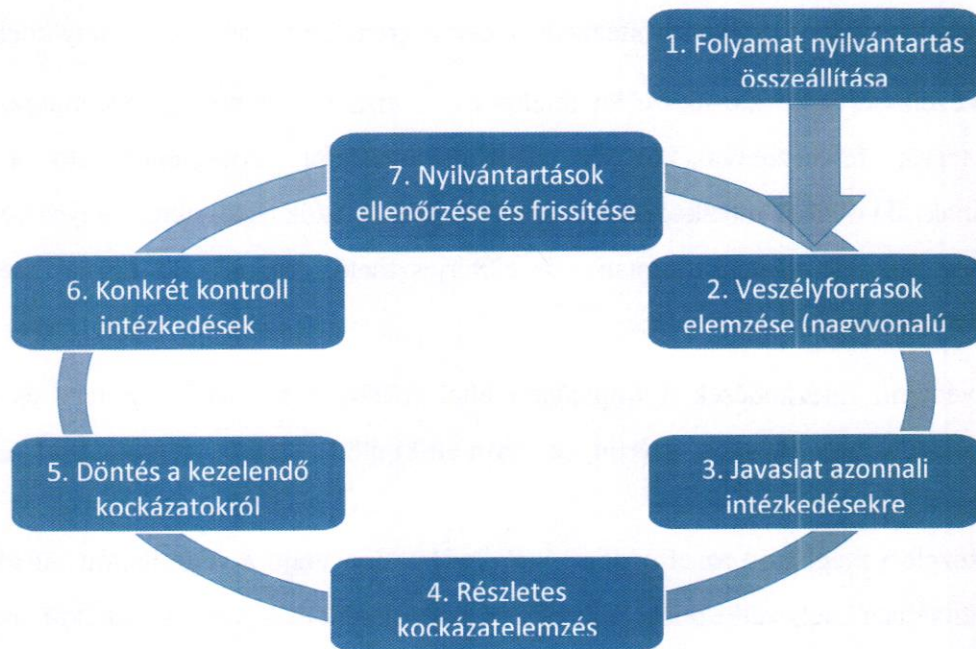 1. Folyamat nyilvántartás
összeállítása
7. Nyilvántartások
ellenőrzése és frissítése
6. Konkrét kontroll
intézkedések
2. Veszélyforrások
elemzése (nagyvonalú
5. Döntés a kezelendő
kockázatokról
3. Javaslat azonnali
intézkedésekre
4. Részletes
kockázatelemzés